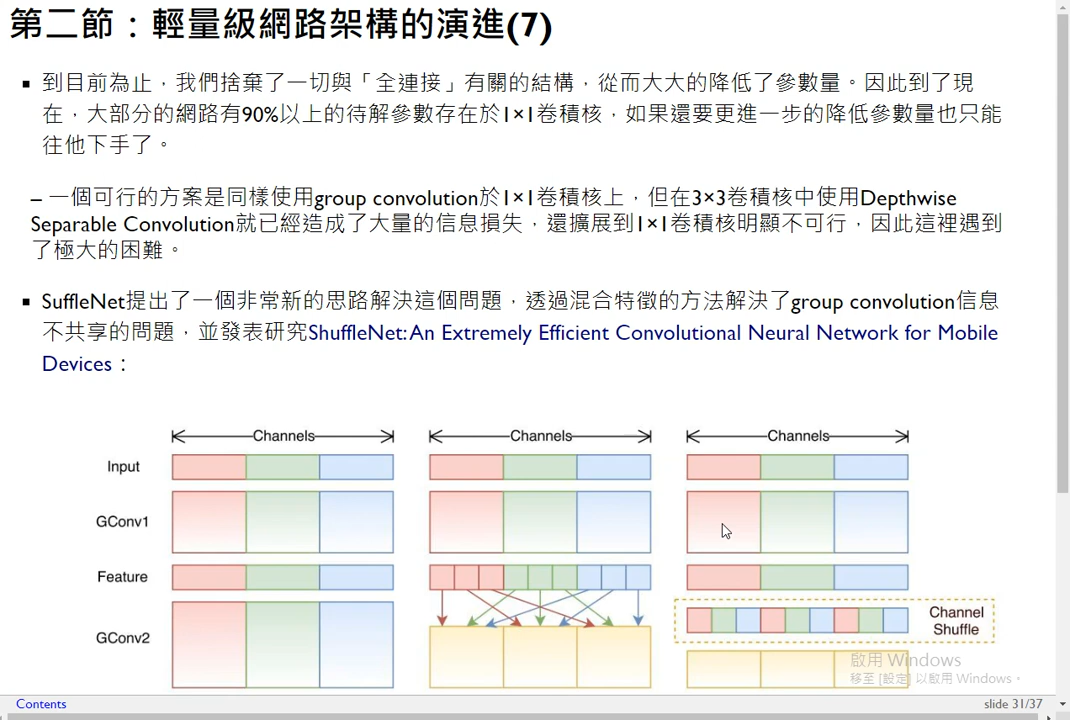 第二節：輕量級網路架構的演進(7)
到目前為止，我們捨棄了一切與「全連接」有關的結構，從而大大的降低了參數量。因此到了現
在，大部分的網路有90%以上的待解參數存在於1×1卷積核，如果還要更進一步的降低參數量也只能
往他下手了。
– 一個可行的方案是同樣使用group convolution於1×1卷積核上，但在3×3卷積核中使用Depthwise
Separable Convolution就已經造成了大量的信息損失，還擴展到1×1卷積核明顯不可行，因此這裡遇到
了極大的困難。
SuffleNet提出了一個非常新的思路解決這個問題，透過混合特徵的方法解決了group convolution信息
不共享的問題，並發表研究ShuffleNet: An Extremely Efficient Convolutional Neural Network for Mobile
Devices：
Channels Channels Channels
Input
GConv1
Feature
Channel
Shuffle
GConv2
啟用 Windows
移至 [設定] 以啟用 Windows。
Contents
slide 31/37